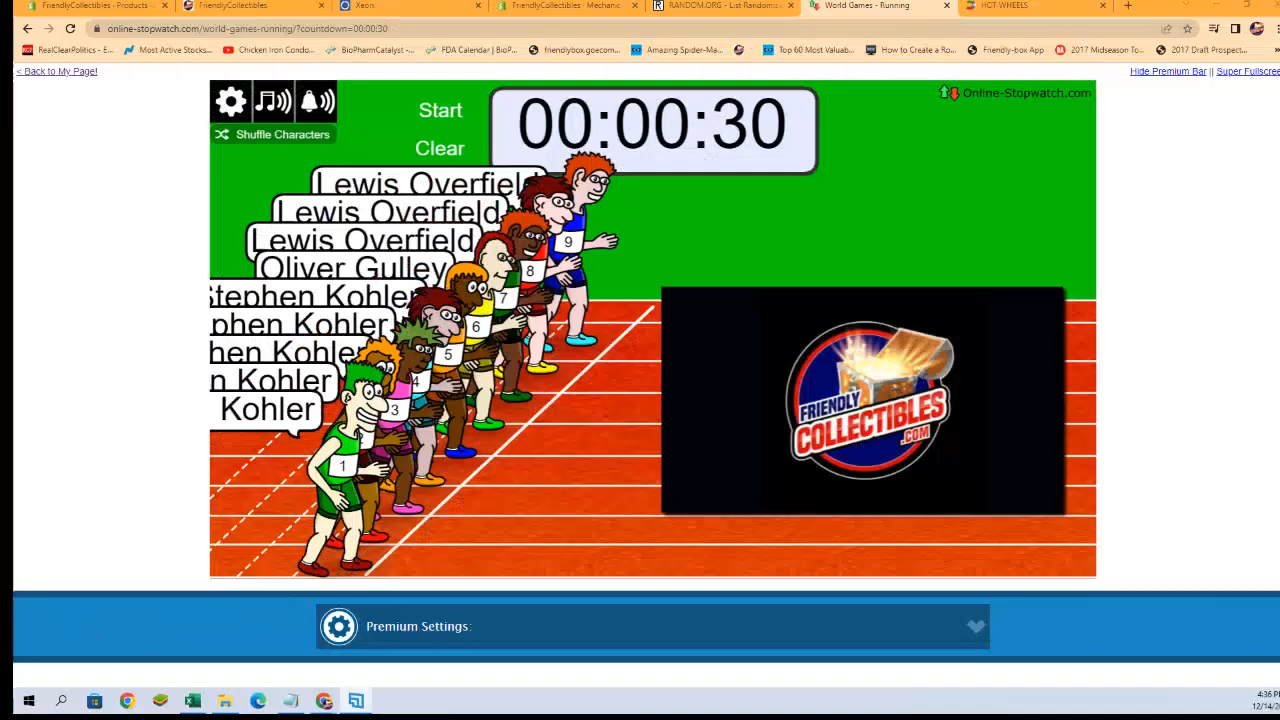 FriendlyCollectibles - Products -
FriendlyCollectibles
Xeon
FriendlyCollectibles - Mechanic
RANDOM.ORG - List Randomize
World Games - Running
HOT-WHEELS
online-stopwatch.com/world-games-running/?countdown=00:00:30
RealClearPolitics - E...
Most Active Stocks...
Chicken Iron Condo...
BioPharmCatalyst -...
FDA Calendar | BioP...
friendlybox.goecom...
Amazing Spider-Ma...
Top 60 Most Valuab...
How to Create a Ro...
Friendly-box App
2017 Midseason To...
2017 Draft Prospect...
< Back to My Page!
Hide Premium Bar || Super Fullscree
Start
00:00:30
Online-Stopwatch.com
Shuffle Characters
Clear
Lewis Overfield
Lewis Overfield
Lewis Overfield
Oliver Gulley
Stephen Kohler
phen Kohler
hen Kohler
n Kohler
Kohler
9
8
7
6
5
4
3
1
FRIENDLY
COLLECTIBLES
.COM
Premium Settings:
4:36 P
12/14/2